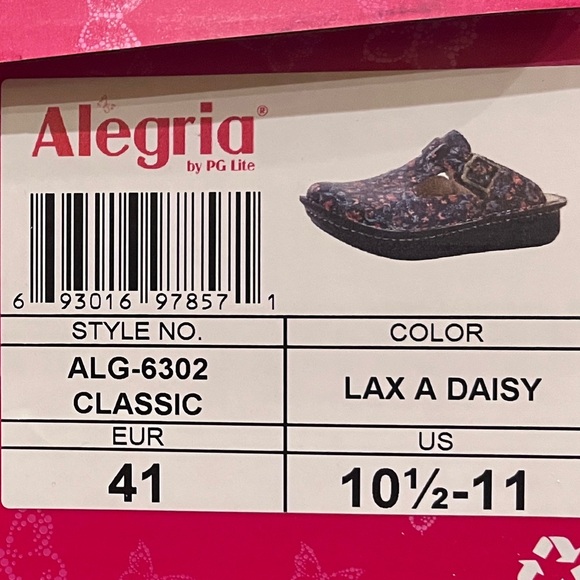 Alegria®
by PG Lite
6 93016 97857 1
STYLE NO. COLOR
ALG-6302
CLASSIC
LAX A DAISY
EUR US
41 10½-11